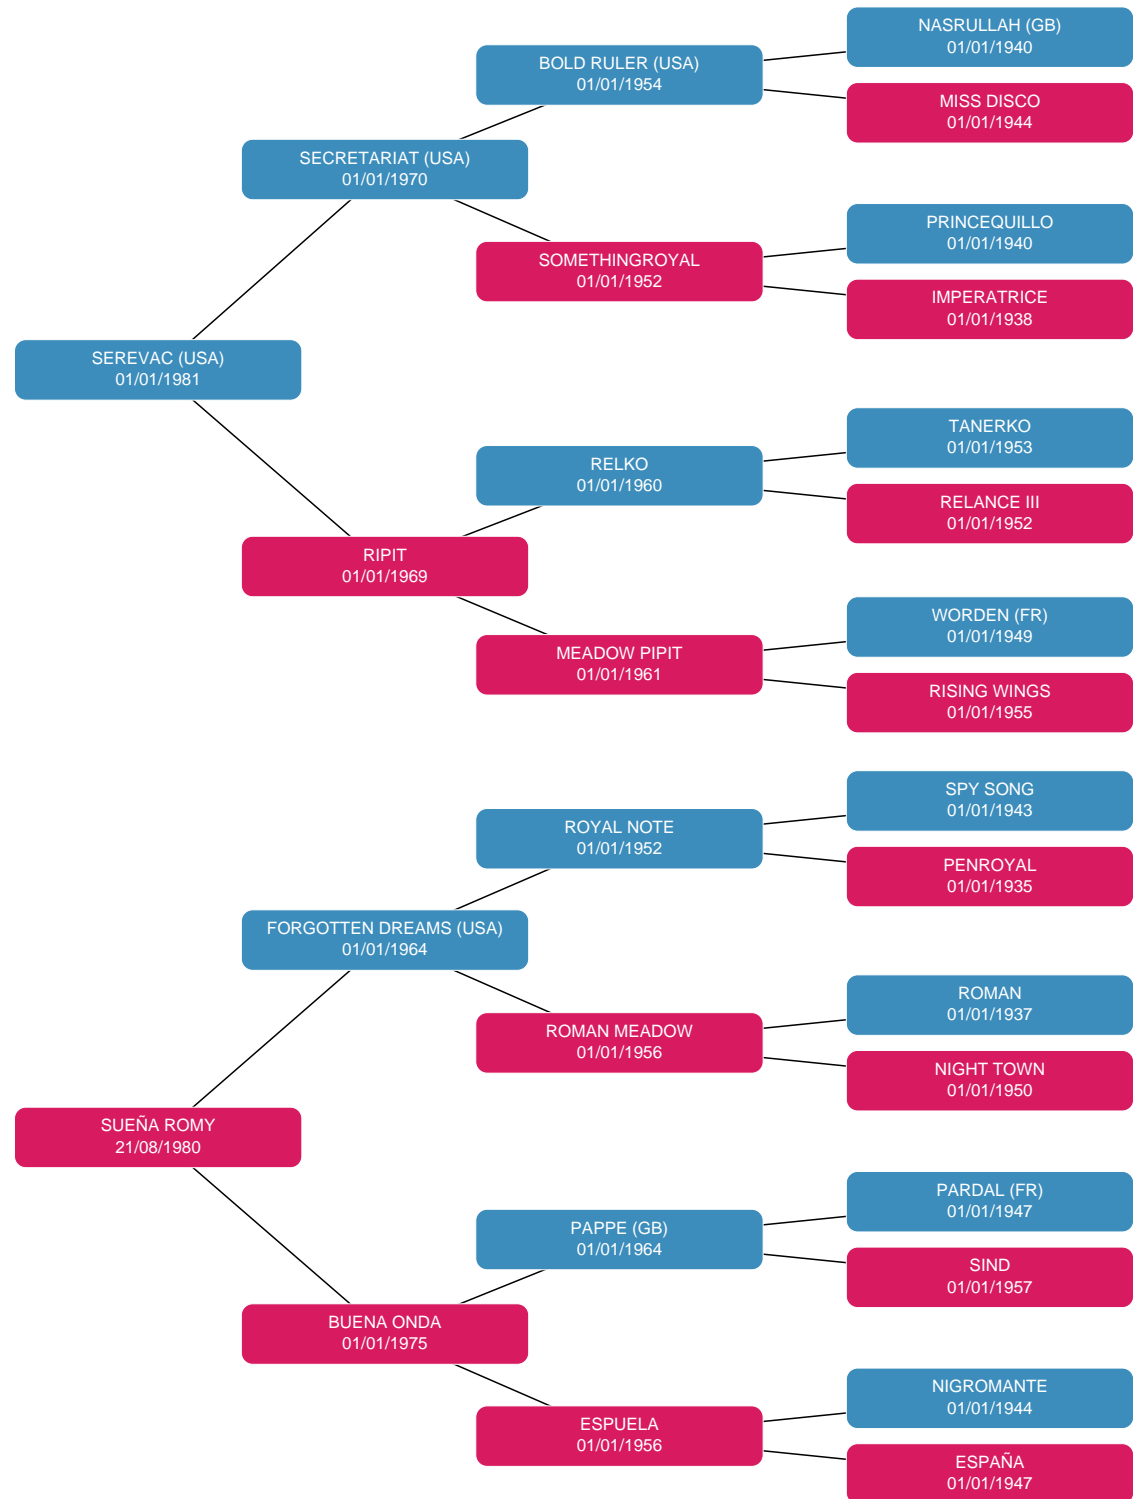 NASRULLAH (GB)
01/01/1940
BOLD RULER (USA)
01/01/1954
MISS DISCO
01/01/1944
SECRETARIAT (USA)
01/01/1970
PRINCEQUILLO
01/01/1940
SOMETHINGROYAL
01/01/1952
IMPERATRICE
01/01/1938
SEREVAC (USA)
01/01/1981
TANERKO
01/01/1953
RELKO
01/01/1960
RELANCE III
01/01/1952
RIPIT
01/01/1969
WORDEN (FR)
01/01/1949
MEADOW PIPIT
01/01/1961
RISING WINGS
01/01/1955
SPY SONG
01/01/1943
ROYAL NOTE
01/01/1952
PENROYAL
01/01/1935
FORGOTTEN DREAMS (USA)
01/01/1964
ROMAN
01/01/1937
ROMAN MEADOW
01/01/1956
NIGHT TOWN
01/01/1950
SUEÑA ROMY
21/08/1980
PARDAL (FR)
01/01/1947
PAPPE (GB)
01/01/1964
SIND
01/01/1957
BUENA ONDA
01/01/1975
NIGROMANTE
01/01/1944
ESPUELA
01/01/1956
ESPAÑA
01/01/1947